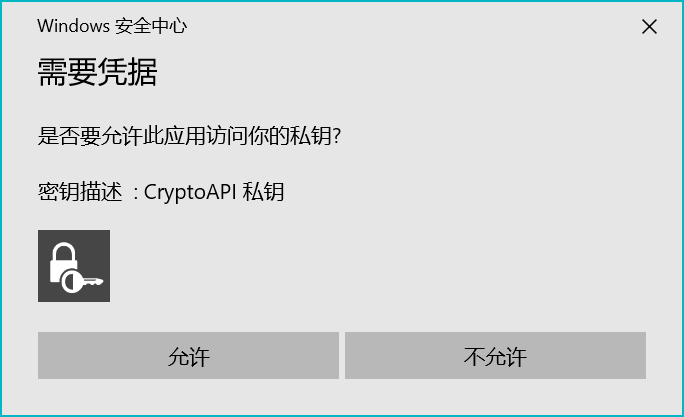 Windows 安全中心
需要凭据
是否要允许此应用访问你的私钥?
密钥描述 : CryptoAPI 私钥
允许
不允许